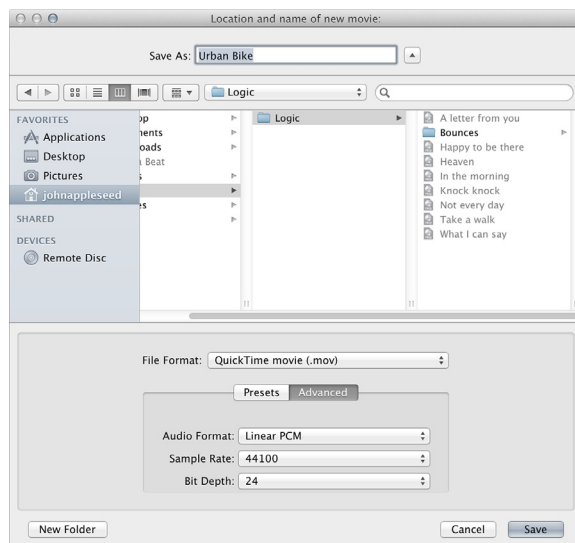 Location and name of new movie:
Save As: Urban Bike
Logic
FAVORITES
Applications
Desktop
Pictures
johnappleseed
SHARED
DEVICES
Remote Disc
op
nents
oads
a Beat
s
es
Logic
A letter from you
Bounces
Happy to be there
Heaven
In the morning
Knock knock
Not every day
Take a walk
What I can say
File Format: QuickTime movie (.mov)
Presets Advanced
Audio Format: Linear PCM
Sample Rate: 44100
Bit Depth: 24
New Folder Cancel Save